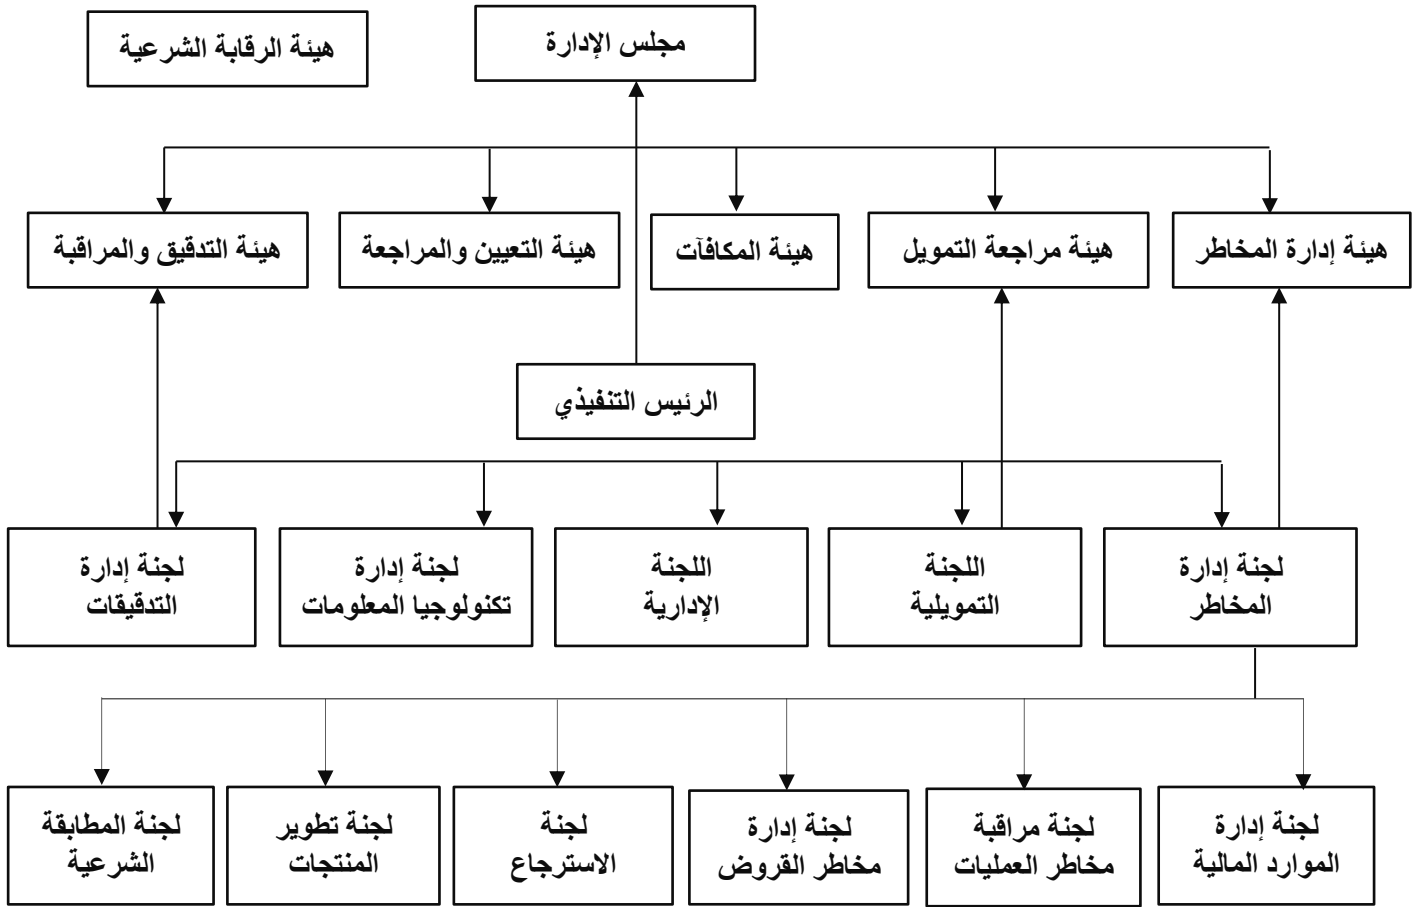 مجلس الإدارة
هيئة الرقابة الشرعية
هيئة إدارة المخاطر
هيئة مراجعة التمويل
هيئة المكافآت
هيئة التعيين والمراجعة
هيئة التدقيق والمراقبة
الرئيس التنفيذي
لجنة إدارة
المخاطر
اللجنة
التمويلية
اللجنة
الإدارية
لجنة إدارة
تكنولوجيا المعلومات
لجنة إدارة
التدقيقات
لجنة إدارة
الموارد المالية
لجنة مراقبة
مخاطر العمليات
لجنة إدارة
مخاطر القروض
لجنة
الاسترجاع
لجنة تطوير
المنتجات
لجنة المطابقة
الشرعية